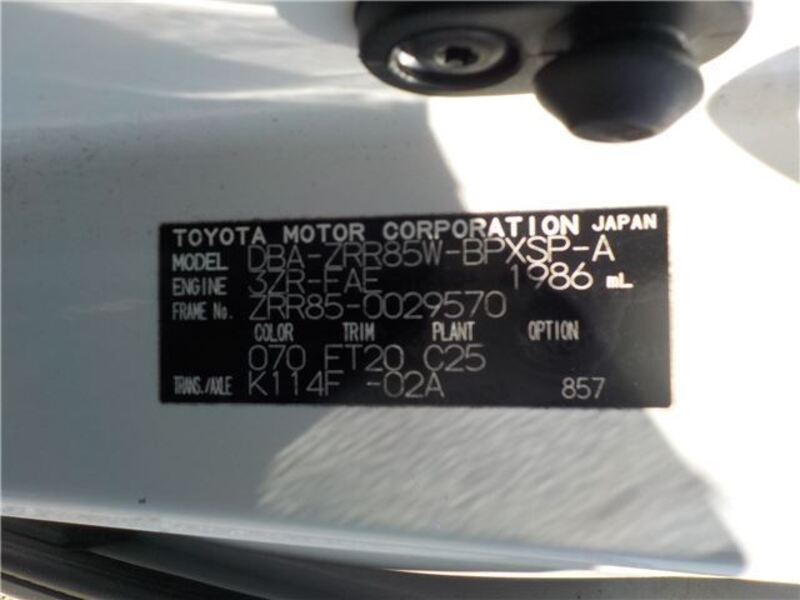 TOYOTA MOTOR CORPORATION JAPAN
MODEL DBA-ZRR85W-BPXSP-A
ENGINE 3ZR-FAE 1986 mL
FRAME No. ZRR85-0029570
COLOR TRIM PLANT OPTION
070 FT20 C25
TRANS./AXLE K114F -02A 857